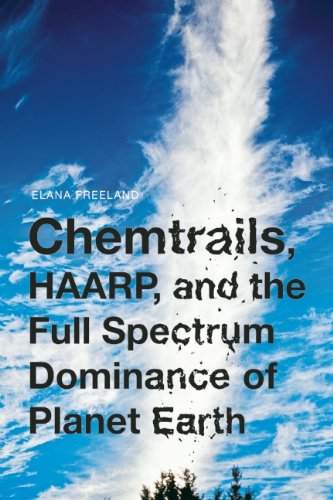 ELANA FREELAND
Chemtrails,
HAARP, and the
Full Spectrum
Dominance of
Planet Earth